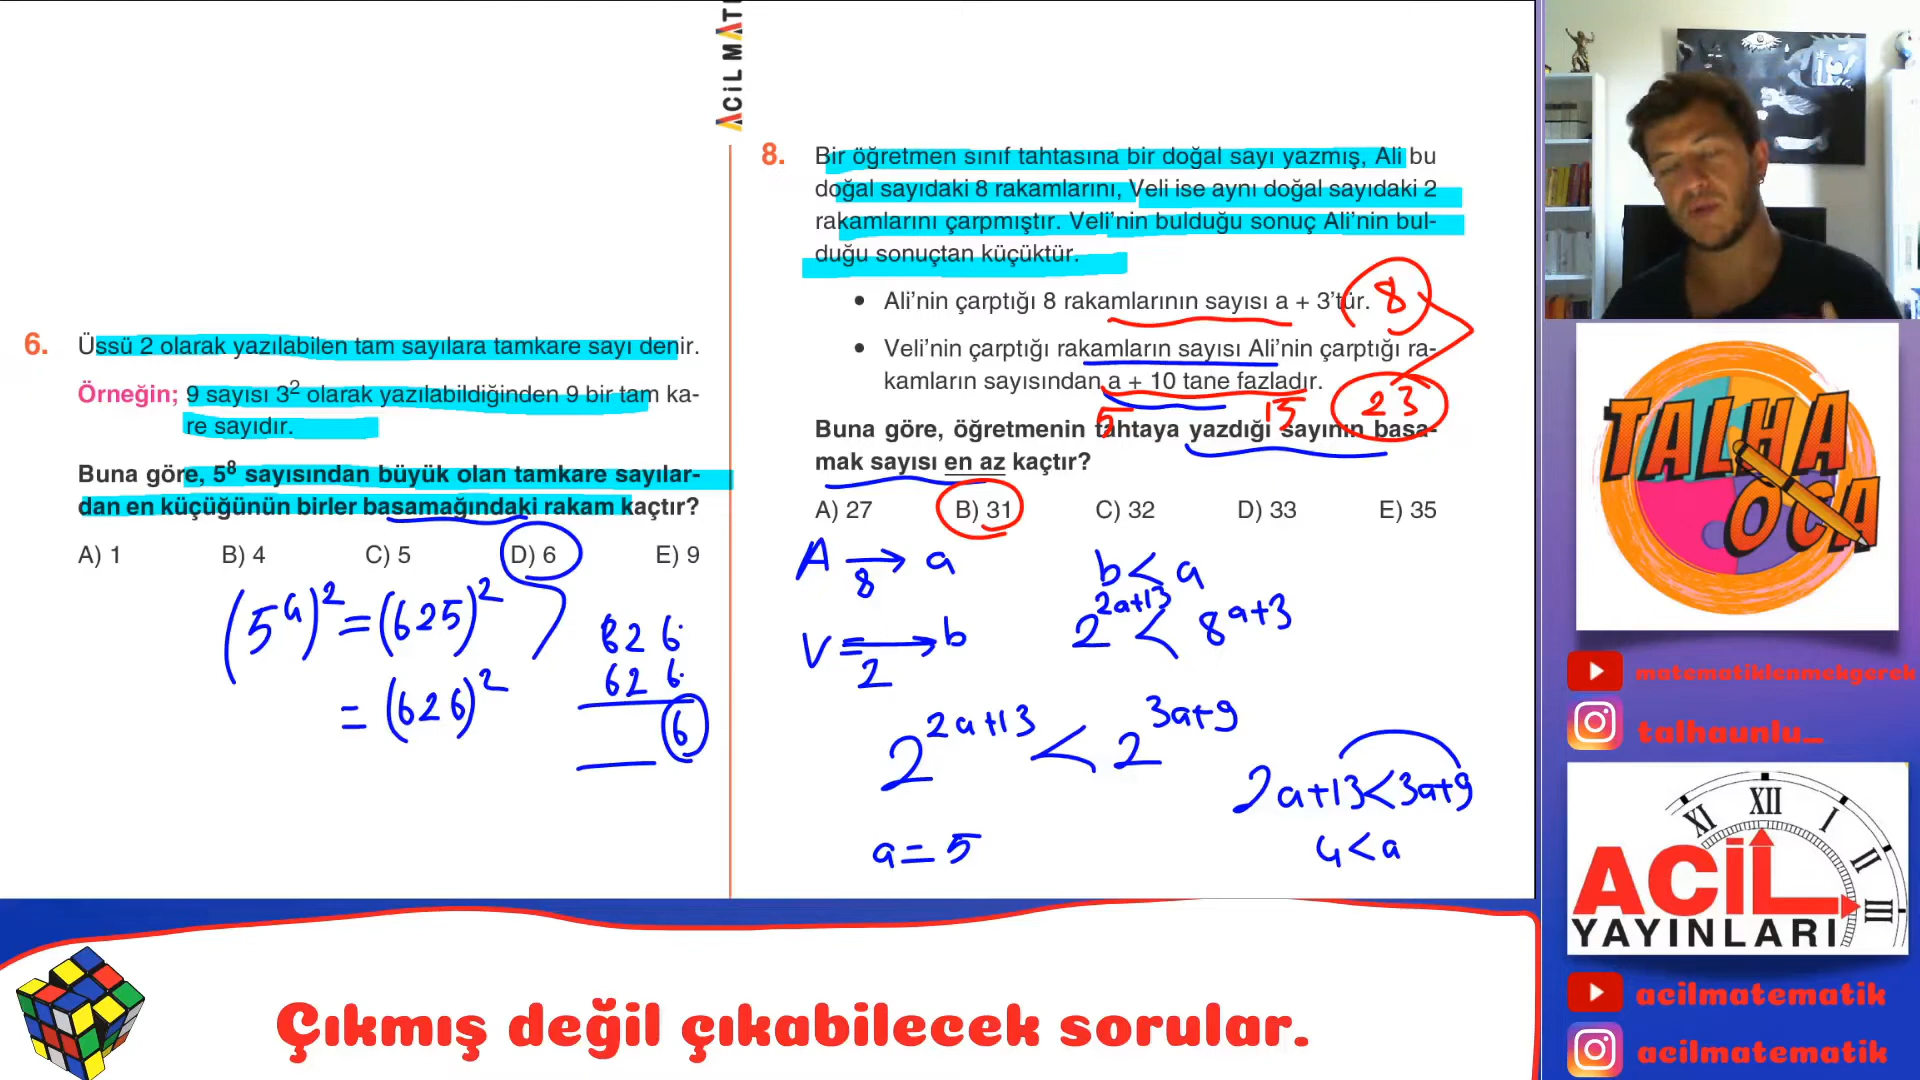 ACİL MAT
6. Üssü 2 olarak yazılabilen tam sayılara tamkare sayı denir.
Örneğin; 9 sayısı 3² olarak yazılabildiğinden 9 bir tam ka-
re sayıdır.
Buna göre, 5⁸ sayısından büyük olan tamkare sayılar-
dan en küçüğünün birler basamağındaki rakam kaçtır?
A) 1 B) 4 C) 5 D) 6 E) 9
(5⁴)² = (625)²
= (626)²
626
626
6
8. Bir öğretmen sınıf tahtasına bir doğal sayı yazmış, Ali bu
doğal sayıdaki 8 rakamlarını, Veli ise aynı doğal sayıdaki 2
rakamlarını çarpmıştır. Veli'nin bulduğu sonuç Ali'nin bul-
duğu sonuçtan küçüktür.
• Ali'nin çarptığı 8 rakamlarının sayısı a + 3'tür. 8
• Veli'nin çarptığı rakamların sayısı Ali'nin çarptığı ra-
kamların sayısından a + 10 tane fazladır.
5 15 23
Buna göre, öğretmenin tahtaya yazdığı sayının basa-
mak sayısı en az kaçtır?
A) 27 B) 31 C) 32 D) 33 E) 35
A → a
8
V = → b
2
b < a
2^(2a+13) < 8^(a+3)
2^(2a+13) < 2^(3a+9)
2a+13<3a+9
a = 5
4 < a
TALHA
HOCA
matematiklenmekgerek
talhaunlu_
XI XII I II III
ACİL
YAYINLARI
acilmatematik
acilmatematik
Çıkmış değil çıkabilecek sorular.